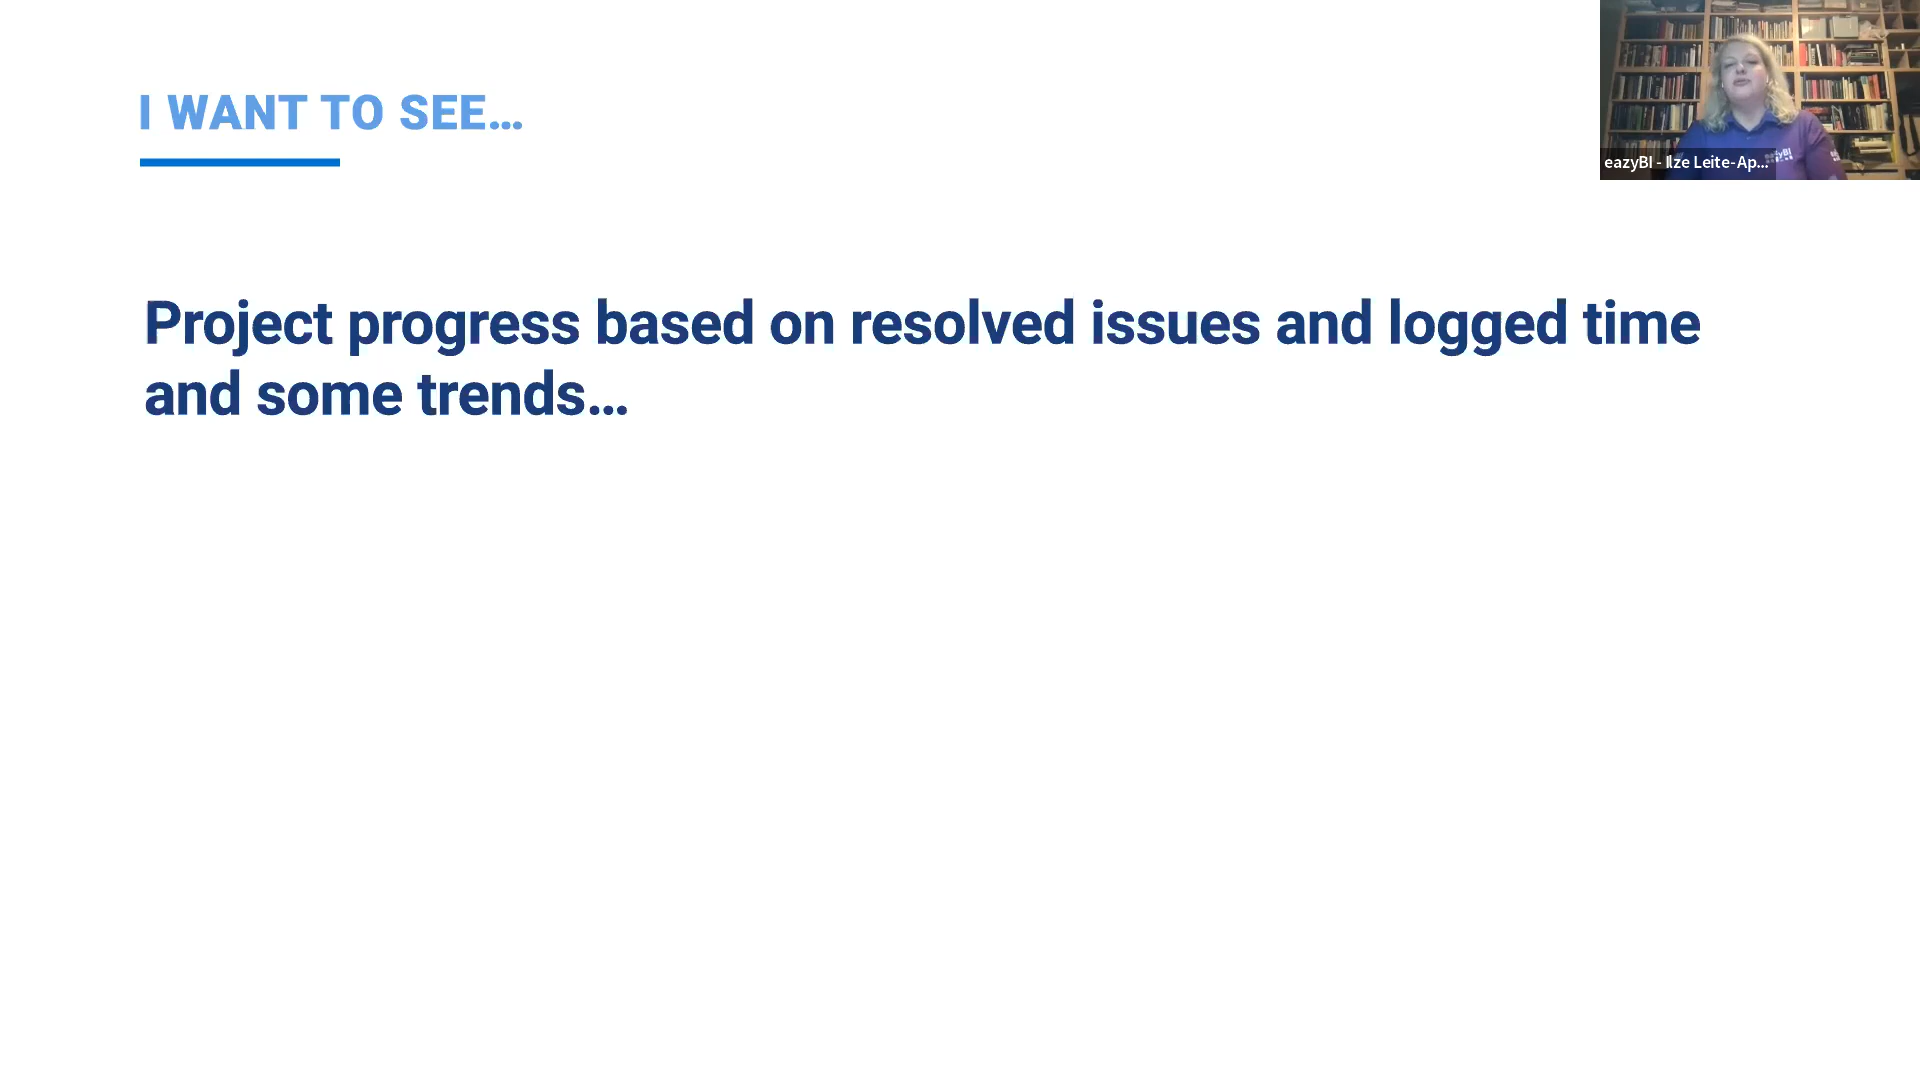 I WANT TO SEE…
Project progress based on resolved issues and logged time
and some trends…
eazyBI - Ilze Leite-Ap...